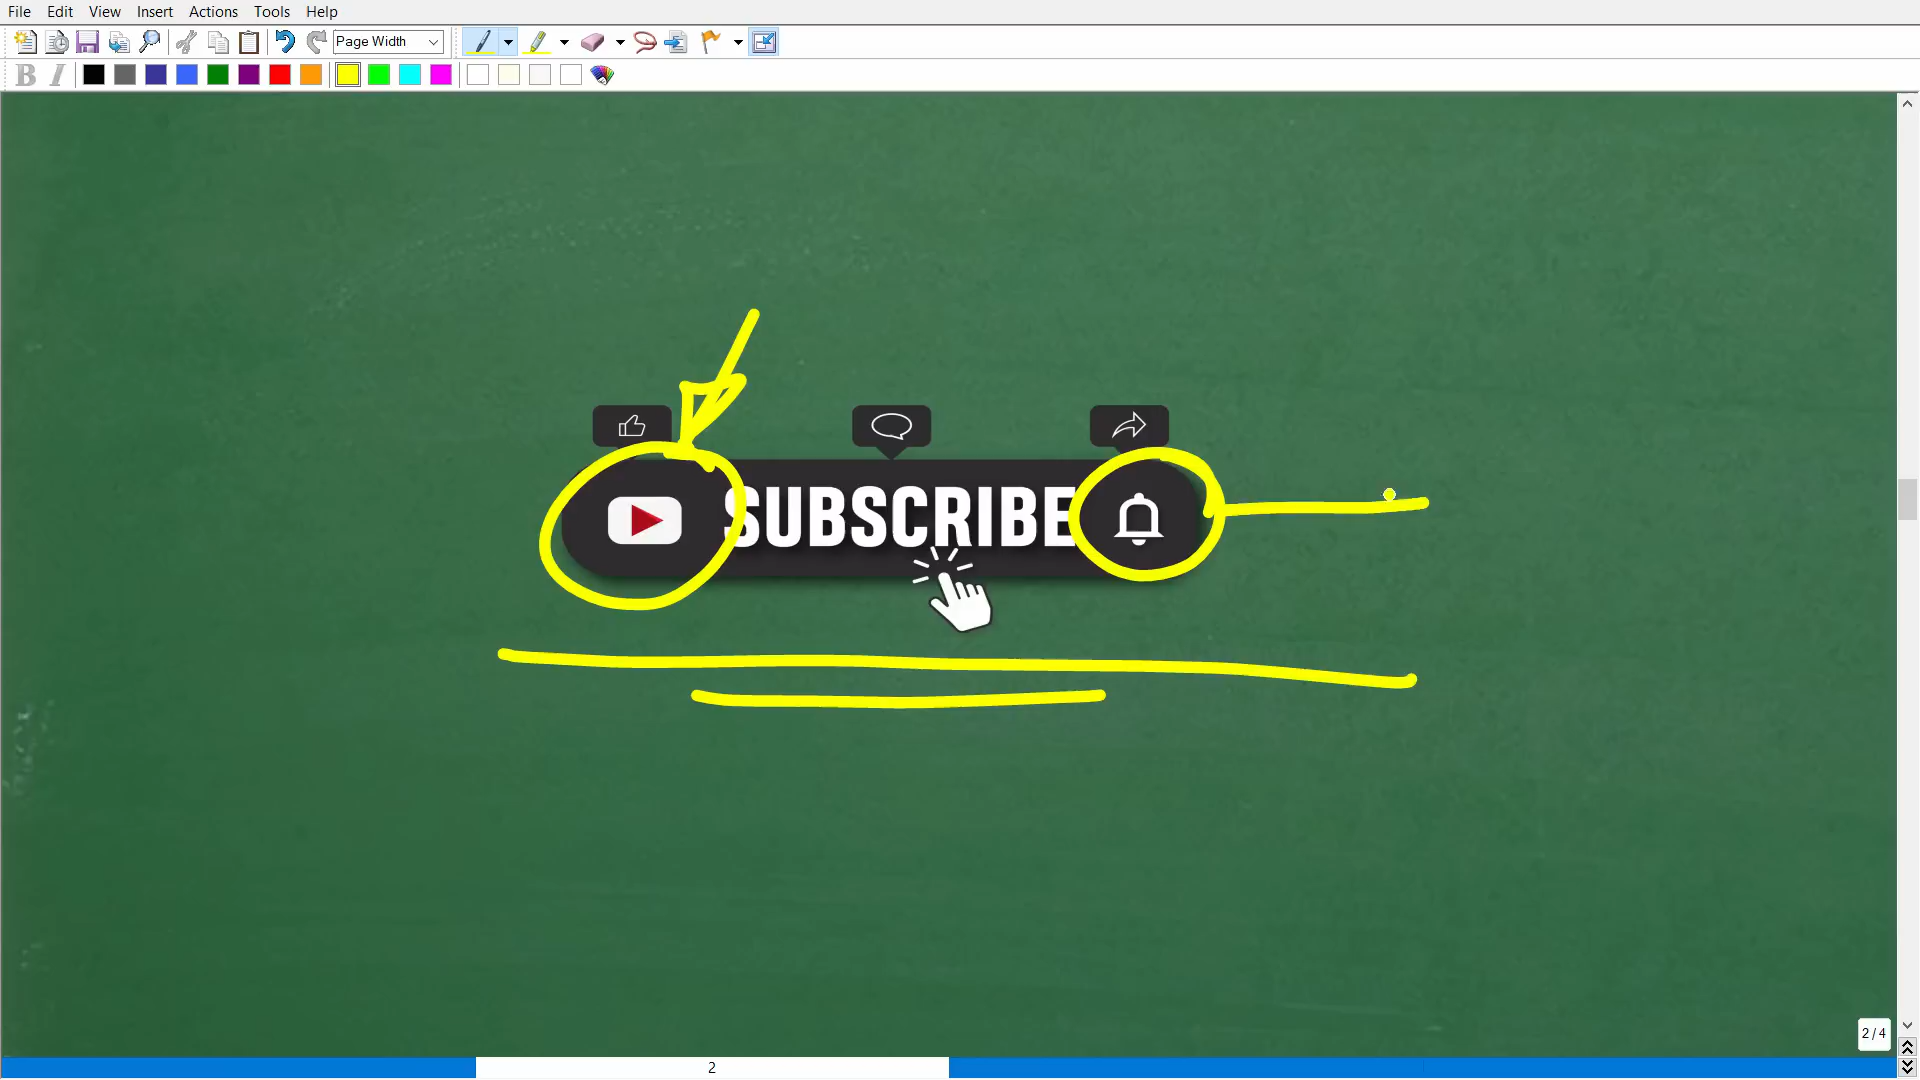 File Edit View Insert Actions Tools Help
Page Width
B I
SUBSCRIBE
2 / 4
2